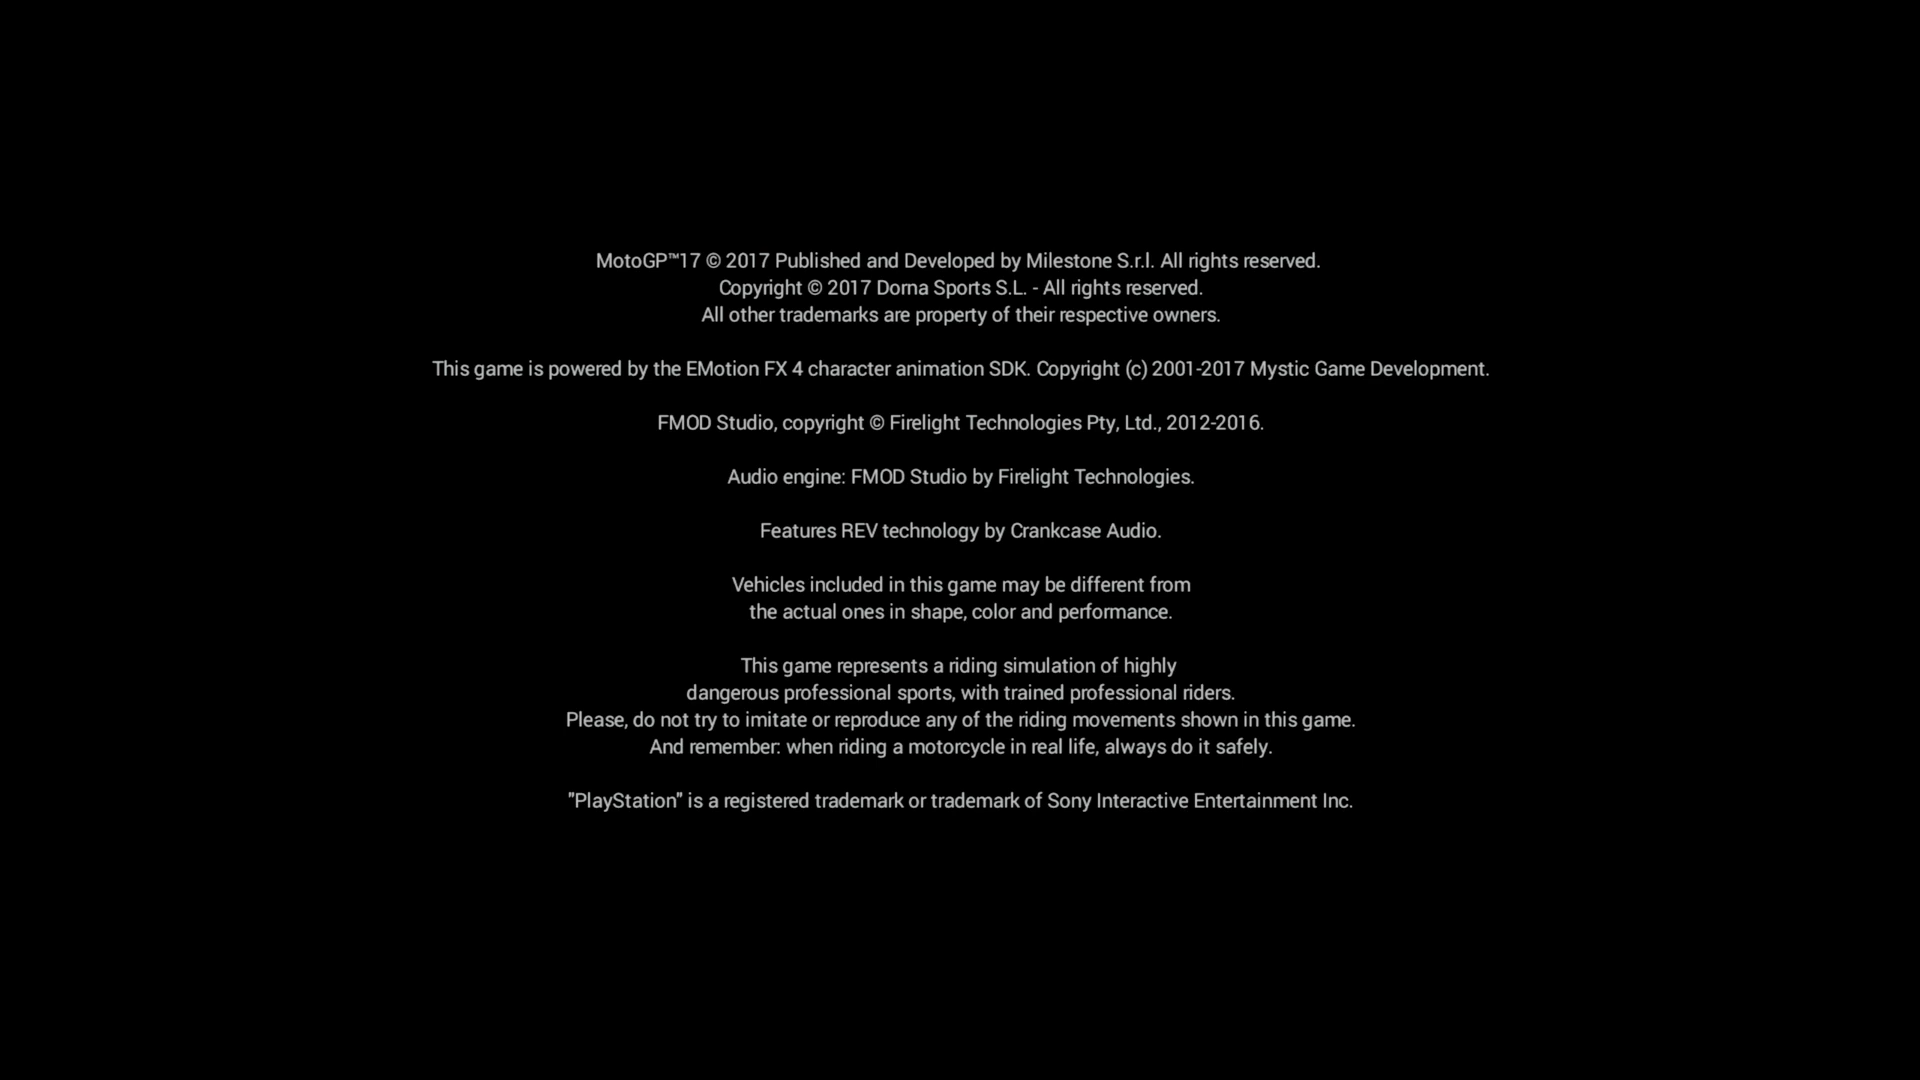 MotoGP™17 © 2017 Published and Developed by Milestone S.r.l. All rights reserved.
Copyright © 2017 Dorna Sports S.L. - All rights reserved.
All other trademarks are property of their respective owners.
This game is powered by the EMotion FX 4 character animation SDK. Copyright (c) 2001-2017 Mystic Game Development.
FMOD Studio, copyright © Firelight Technologies Pty, Ltd., 2012-2016.
Audio engine: FMOD Studio by Firelight Technologies.
Features REV technology by Crankcase Audio.
Vehicles included in this game may be different from
the actual ones in shape, color and performance.
This game represents a riding simulation of highly
dangerous professional sports, with trained professional riders.
Please, do not try to imitate or reproduce any of the riding movements shown in this game.
And remember: when riding a motorcycle in real life, always do it safely.
"PlayStation" is a registered trademark or trademark of Sony Interactive Entertainment Inc.